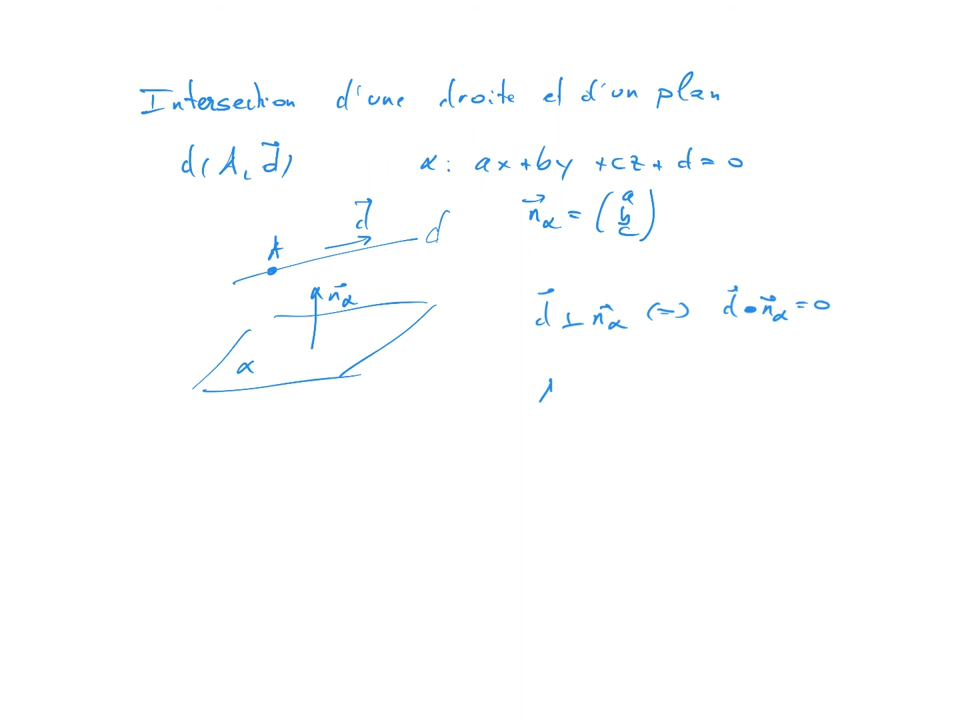 Intersection d'une droite et d'un plan
d(A, d⃗) α: ax+by+cz+d=0
n⃗α = (a b c)
d⃗
A d
n⃗α
d⃗ ⊥ n⃗α (=) d⃗ • n⃗α = 0
α